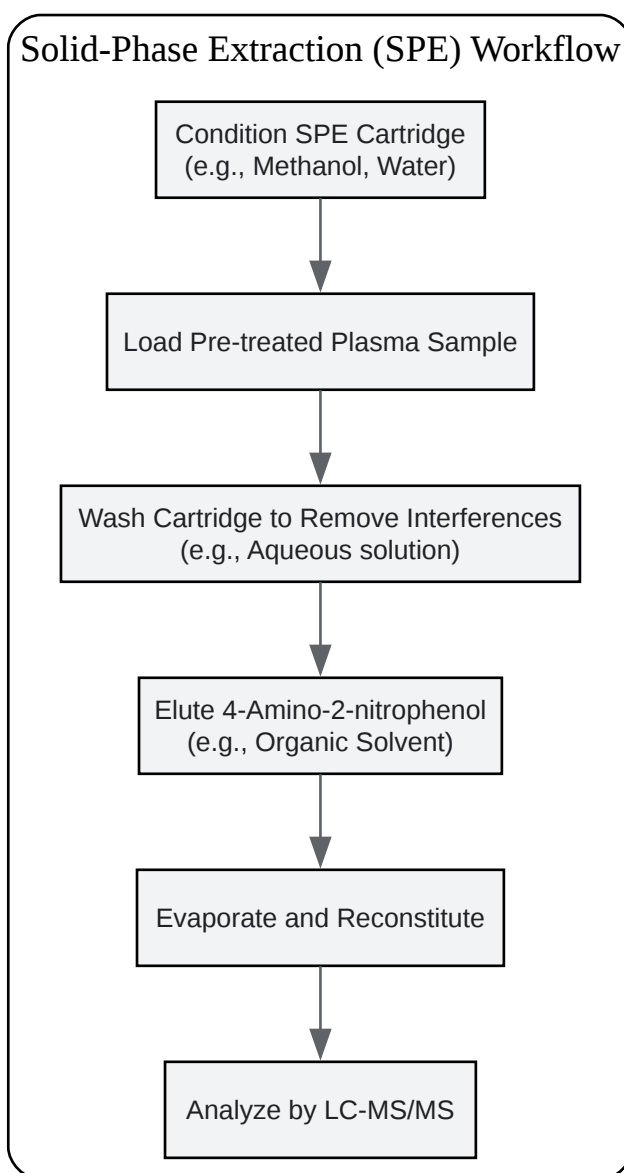 Solid-Phase Extraction (SPE) Workflow
Condition SPE Cartridge
(e.g., Methanol, Water)
Load Pre-treated Plasma Sample
Wash Cartridge to Remove Interferences
(e.g., Aqueous solution)
Elute 4-Amino-2-nitrophenol
(e.g., Organic Solvent)
Evaporate and Reconstitute
Analyze by LC-MS/MS